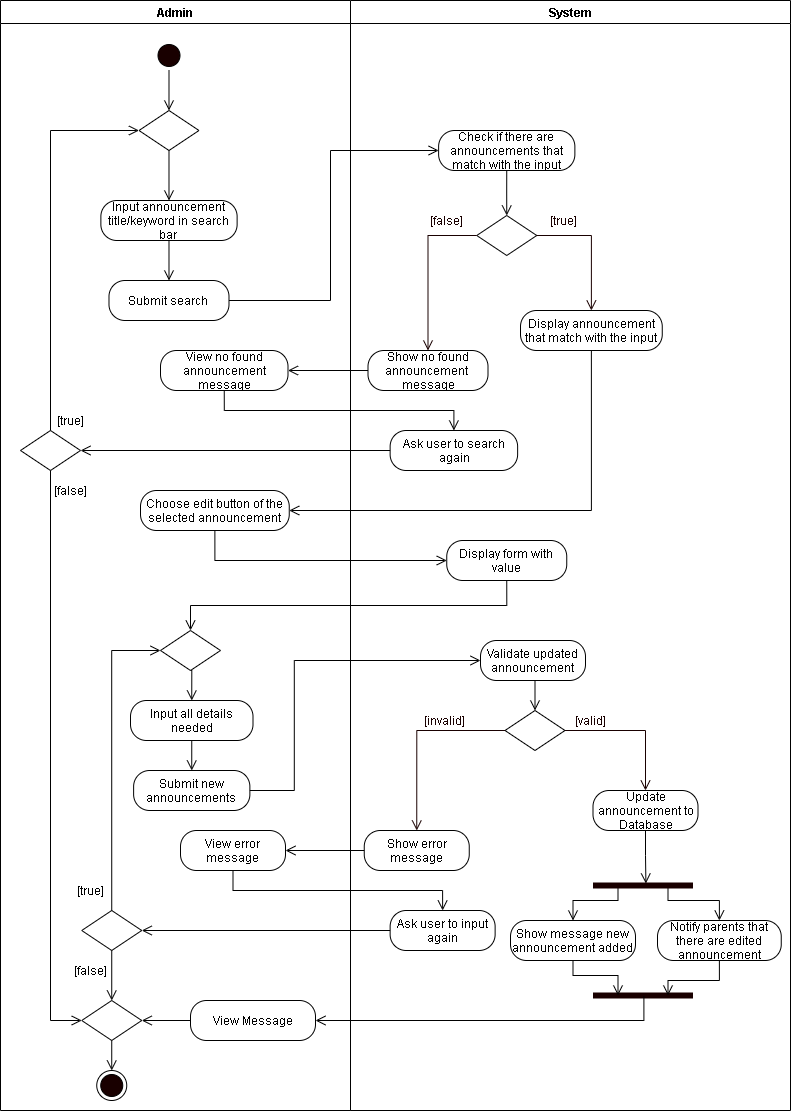 Admin
System
Check if there are
announcements that
match with the input
Input announcement
title/keyword in search
bar
[false]
[true]
Submit search
Display announcement
that match with the input
View no found
announcement
message
Show no found
announcement
message
[true]
Ask user to search
again
[false]
Choose edit button of the
selected announcement
Display form with
value
Validate updated
announcement
Input all details
needed
[invalid]
[valid]
Submit new
announcements
Update
announcement to
Database
View error
message
Show error
message
[true]
Ask user to input
again
Show message new
announcement added
Notify parents that
there are edited
announcement
[false]
View Message